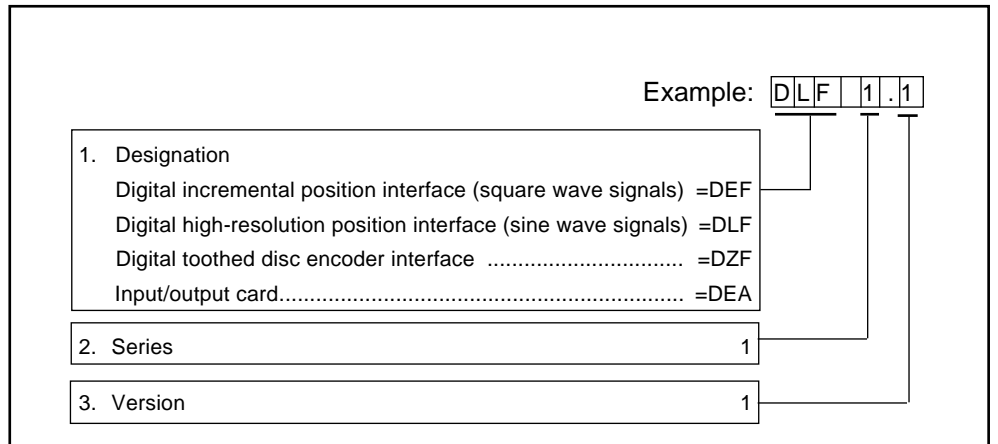 Example: DLF 1.1
1. Designation
Digital incremental position interface (square wave signals) =DEF
Digital high-resolution position interface (sine wave signals) =DLF
Digital toothed disc encoder interface ................................ =DZF
Input/output card..................................................................... =DEA
2. Series 1
3. Version 1